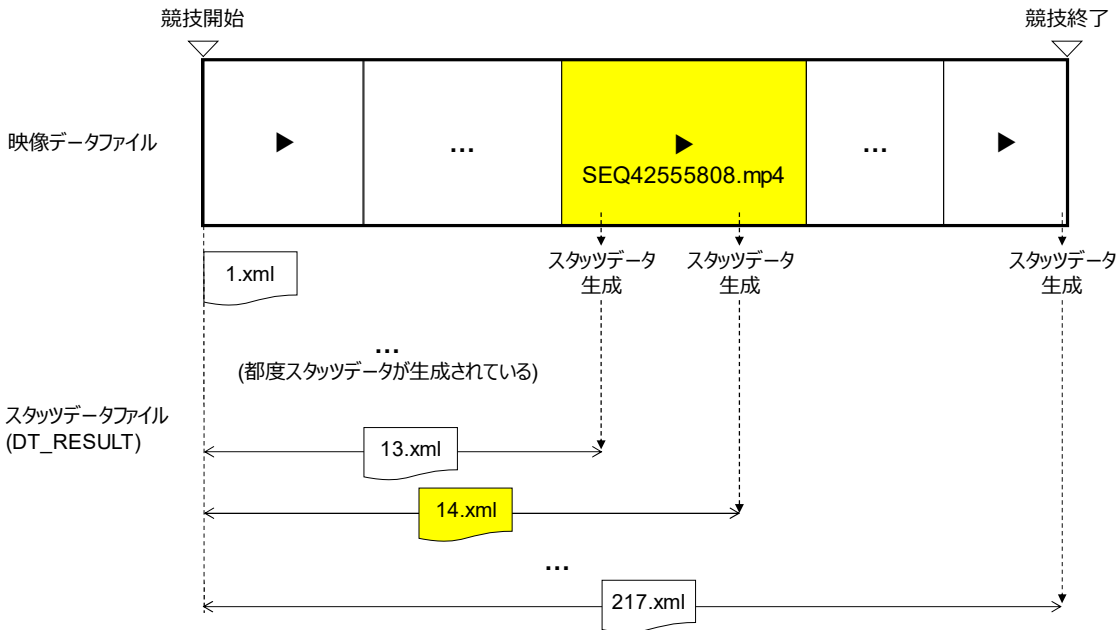 競技開始
競技終了
映像データファイル
▶
...
▶
SEQ42555808.mp4
...
▶
1.xml
スタッツデータ
生成
スタッツデータ
生成
スタッツデータ
生成
...
(都度スタッツデータが生成されている)
スタッツデータファイル
(DT_RESULT)
13.xml
14.xml
...
217.xml